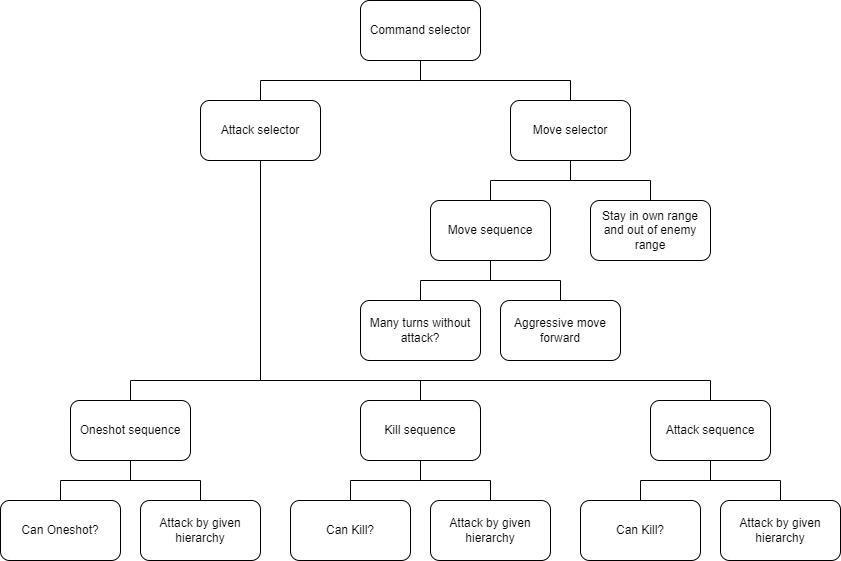 Command selector
Attack selector
Move selector
Move sequence
Stay in own range
and out of enemy
range
Many turns without
attack?
Aggressive move
forward
Oneshot sequence
Kill sequence
Attack sequence
Can Oneshot?
Attack by given
hierarchy
Can Kill?
Attack by given
hierarchy
Can Kill?
Attack by given
hierarchy